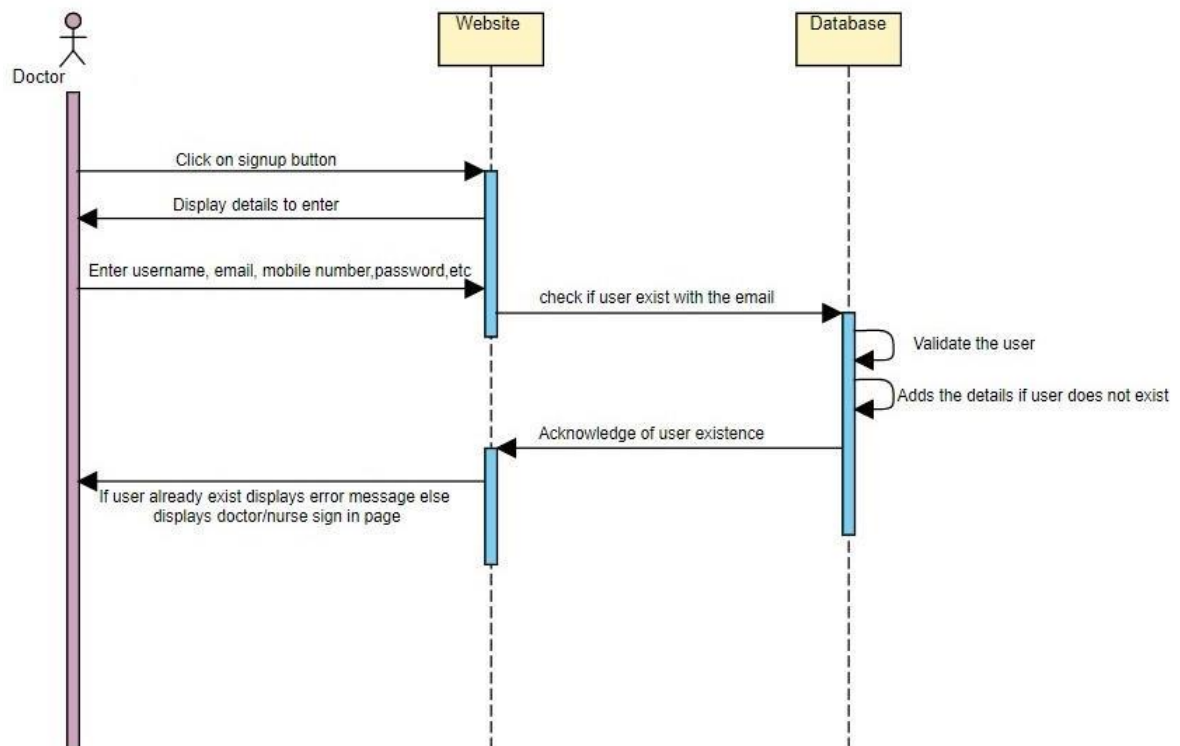 Website
Database
Doctor
Click on signup button
Display details to enter
Enter username, email, mobile number,password,etc
check if user exist with the email
Validate the user
Adds the details if user does not exist
Acknowledge of user existence
If user already exist displays error message else
displays doctor/nurse sign in page